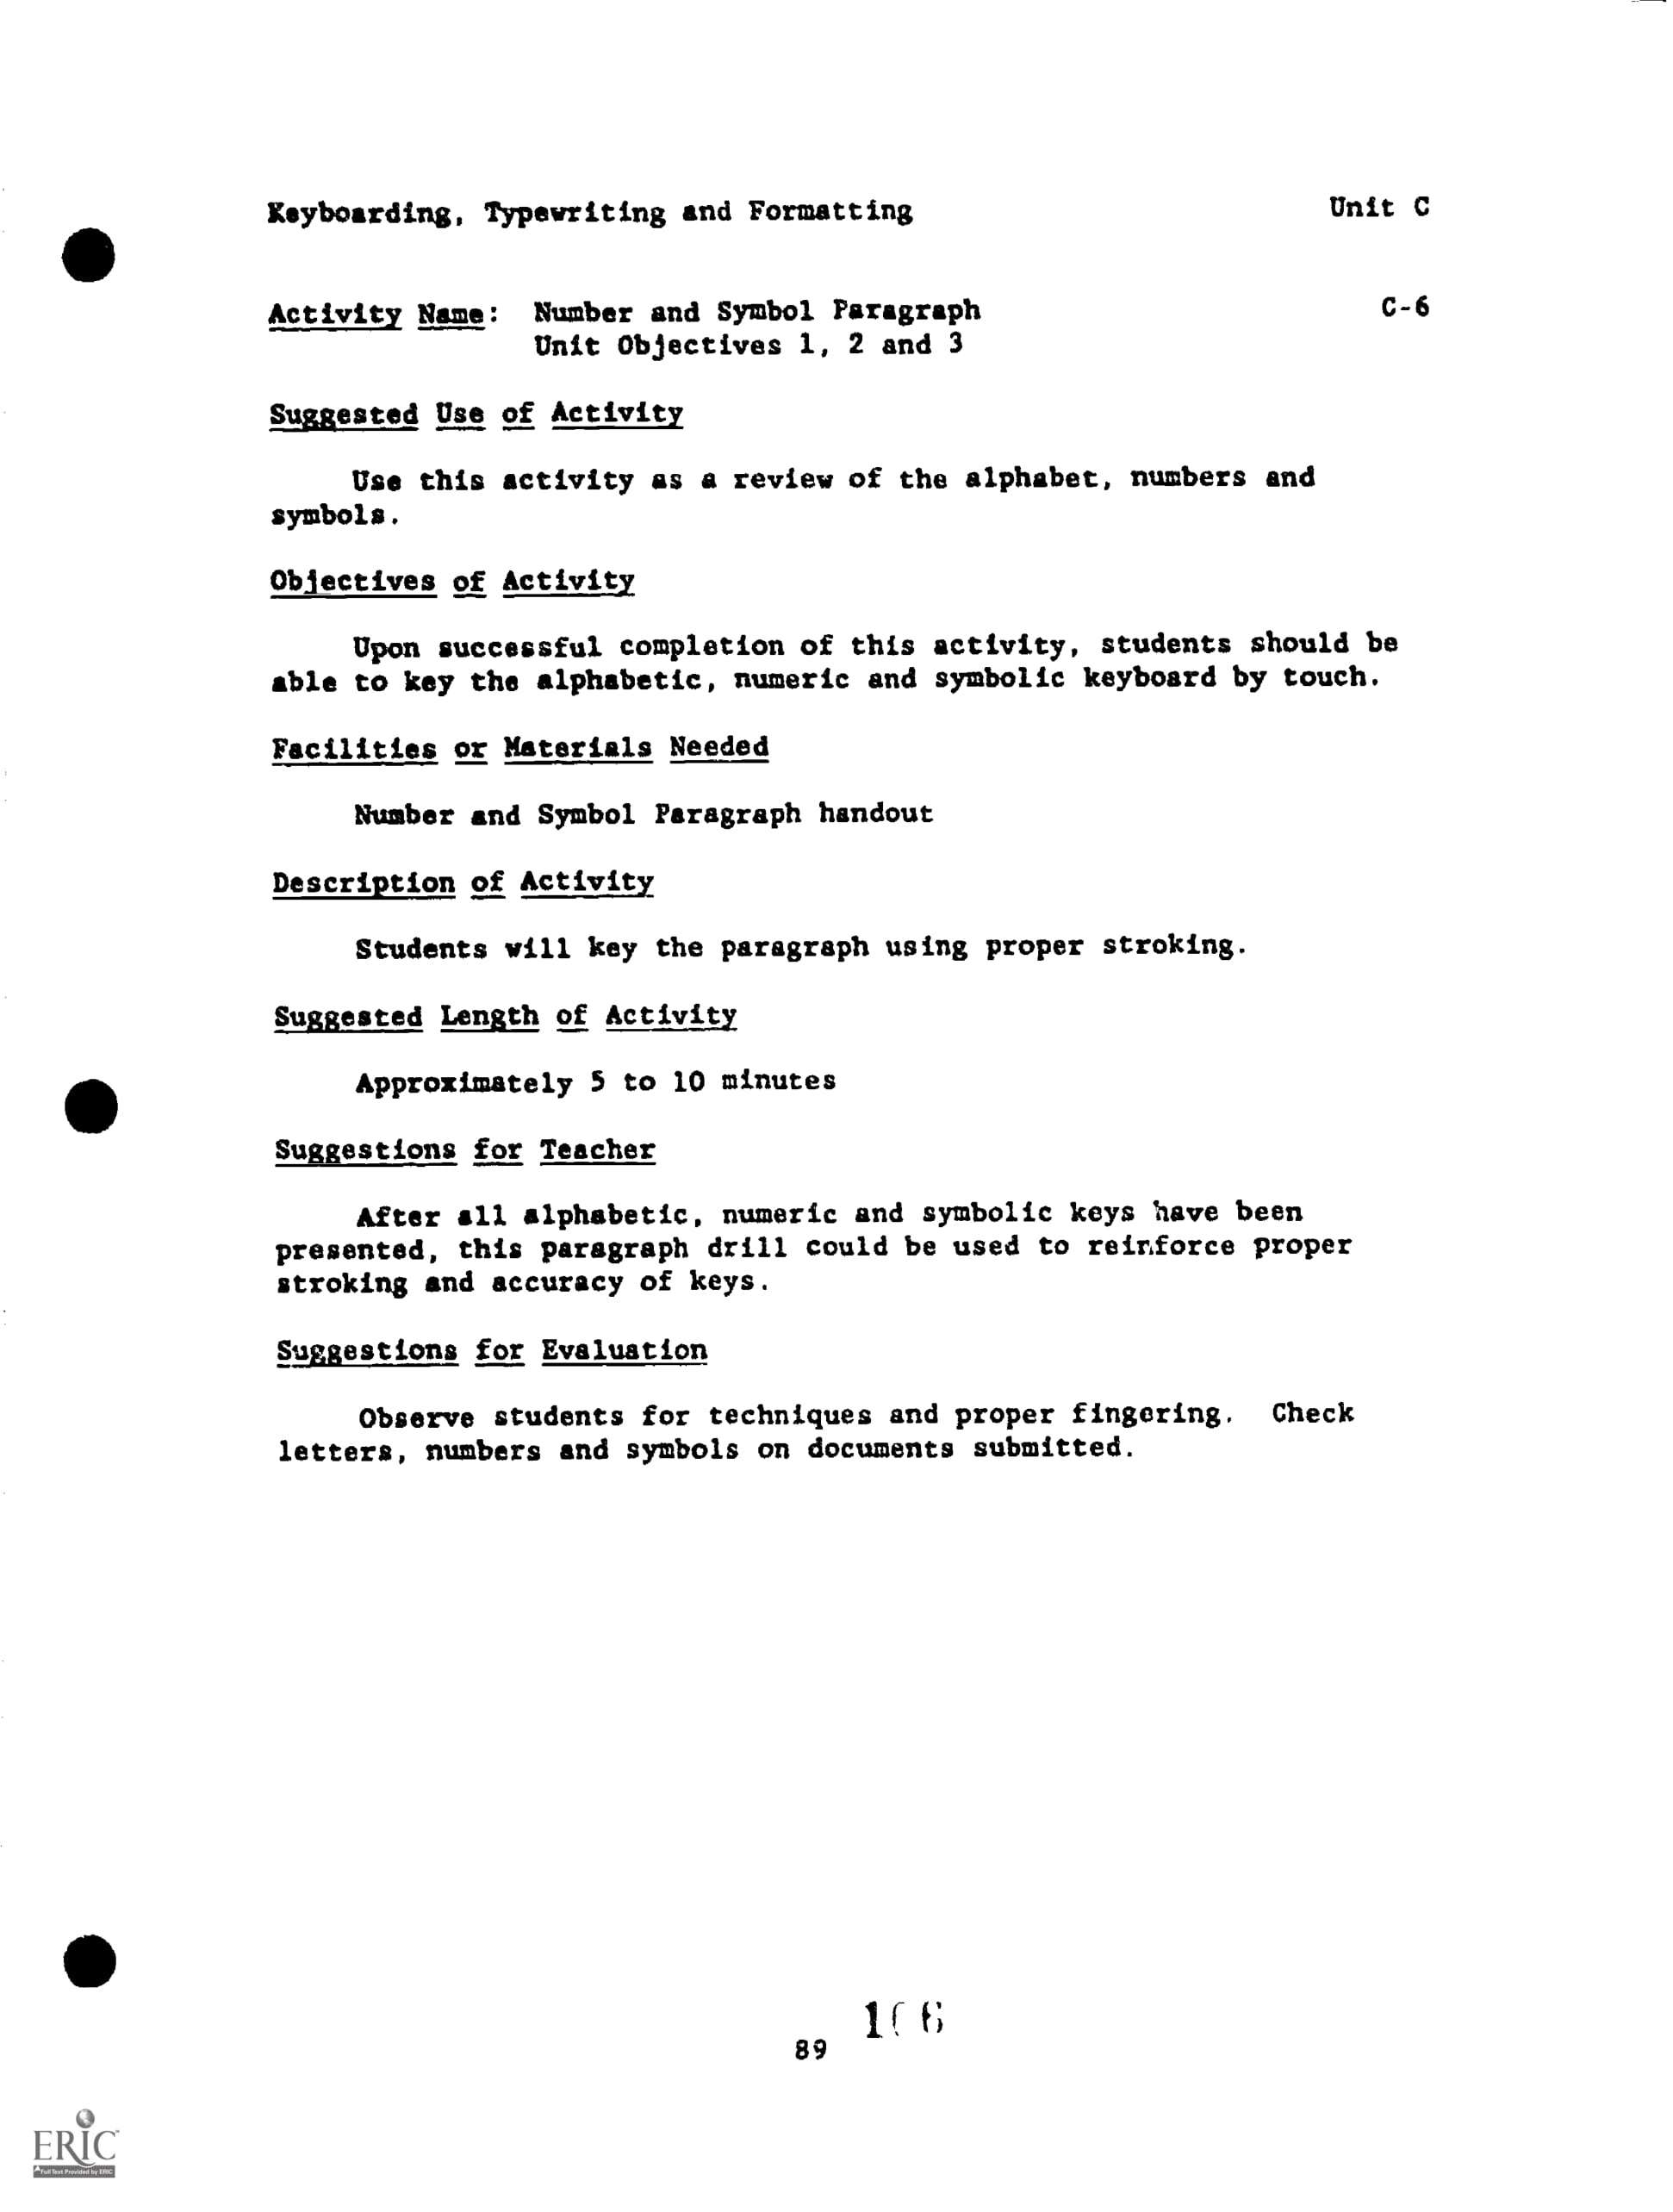 Keyboarding, Typewriting and Formatting Unit C
Activity Name: Number and Symbol Paragraph C-6
Unit Objectives 1, 2 and 3
Suggested Use of Activity
Use this activity as a review of the alphabet, numbers and
symbols.
Objectives of Activity
Upon successful completion of this activity, students should be
able to key the alphabetic, numeric and symbolic keyboard by touch.
Facilities or Materials Needed
Number and Symbol Paragraph handout
Description of Activity
Students will key the paragraph using proper stroking.
Suggested Length of Activity
Approximately 5 to 10 minutes
Suggestions for Teacher
After all alphabetic, numeric and symbolic keys have been
presented, this paragraph drill could be used to reinforce proper
stroking and accuracy of keys.
Suggestions for Evaluation
Observe students for techniques and proper fingering. Check
letters, numbers and symbols on documents submitted.
106
89
ERIC
Full Text Provided by ERIC